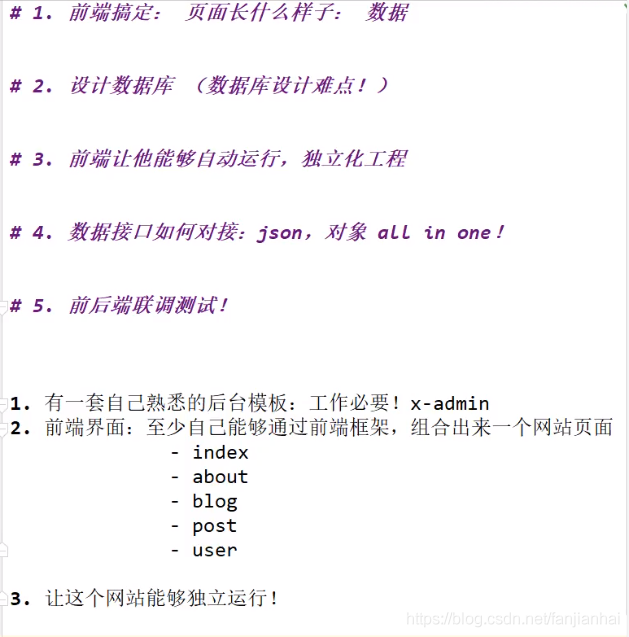 # 1. 前端搞定： 页面长什么样子： 数据
# 2. 设计数据库 （数据库设计难点！）
# 3. 前端让他能够自动运行，独立化工程
# 4. 数据接口如何对接：json，对象 all in one！
# 5. 前后端联调测试！
1. 有一套自己熟悉的后台模板：工作必要！x-admin
2. 前端界面：至少自己能够通过前端框架，组合出来一个网站页面
- index
- about
- blog
- post
- user
3. 让这个网站能够独立运行！
https://blog.csdn.net/fanjianhai